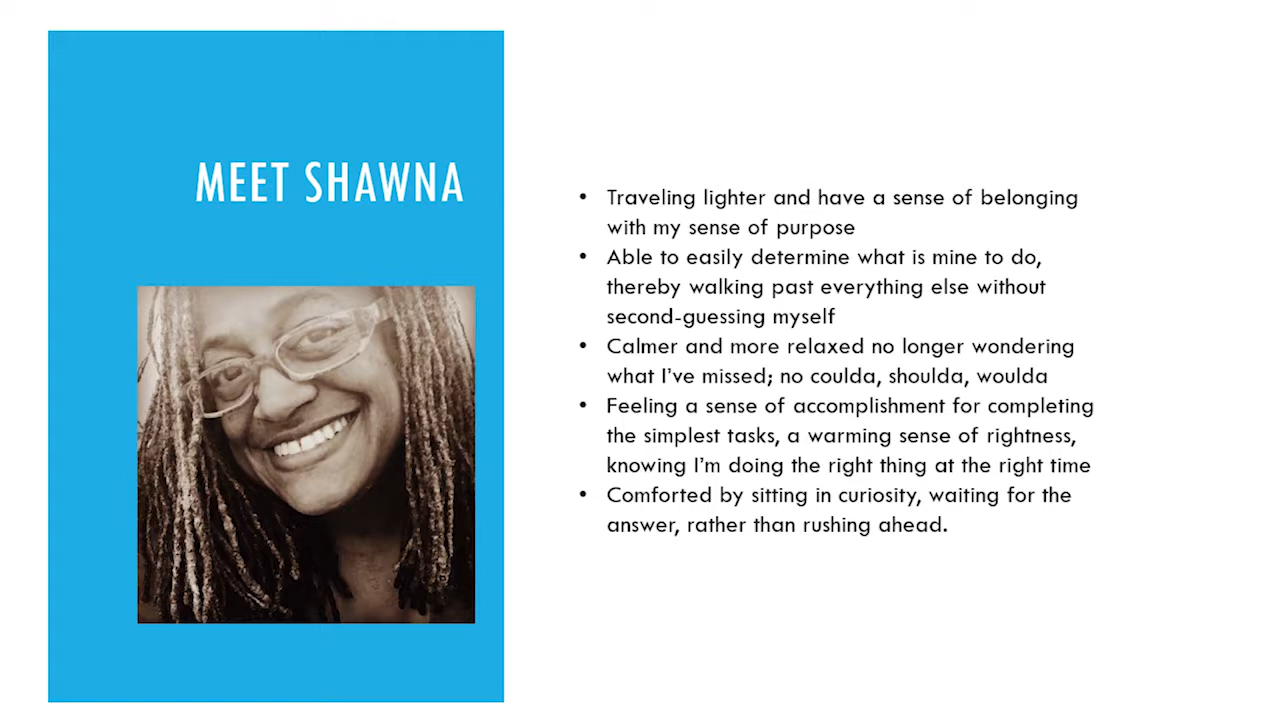 MEET SHAWNA
• Traveling lighter and have a sense of belonging
with my sense of purpose
• Able to easily determine what is mine to do,
thereby walking past everything else without
second-guessing myself
• Calmer and more relaxed no longer wondering
what I've missed; no coulda, shoulda, woulda
• Feeling a sense of accomplishment for completing
the simplest tasks, a warming sense of rightness,
knowing I'm doing the right thing at the right time
• Comforted by sitting in curiosity, waiting for the
answer, rather than rushing ahead.